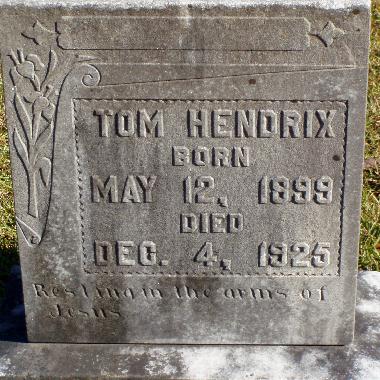 TOM HENDRIX
BORN
MAY 12, 1899
DIED
DEC. 4, 1925
Resting in the arms of
Jesus